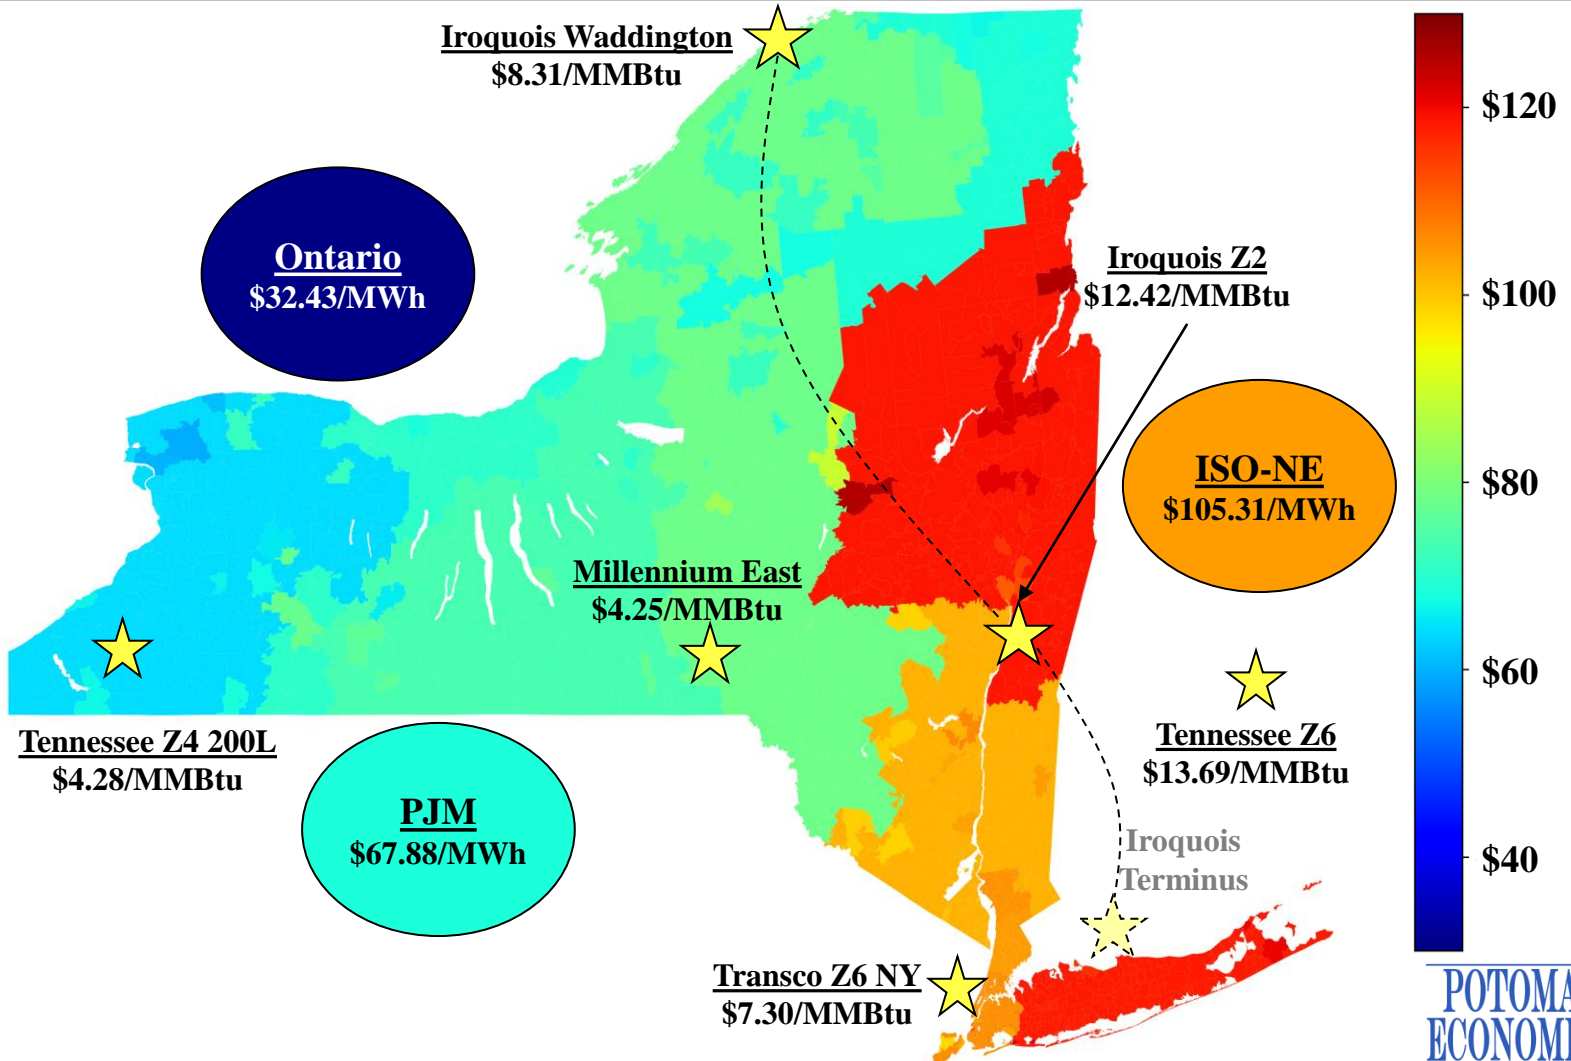 Iroquois Waddington
$8.31/MMBtu
$120
Ontario
$32.43/MWh
Iroquois Z2
$12.42/MMBtu
$100
ISO-NE
$105.31/MWh
$80
Millennium East
$4.25/MMBtu
$60
Tennessee Z4 200L
$4.28/MMBtu
Tennessee Z6
$13.69/MMBtu
PJM
$67.88/MWh
Iroquois
Terminus
$40
Transco Z6 NY
$7.30/MMBtu
POTOMA
ECONOMI